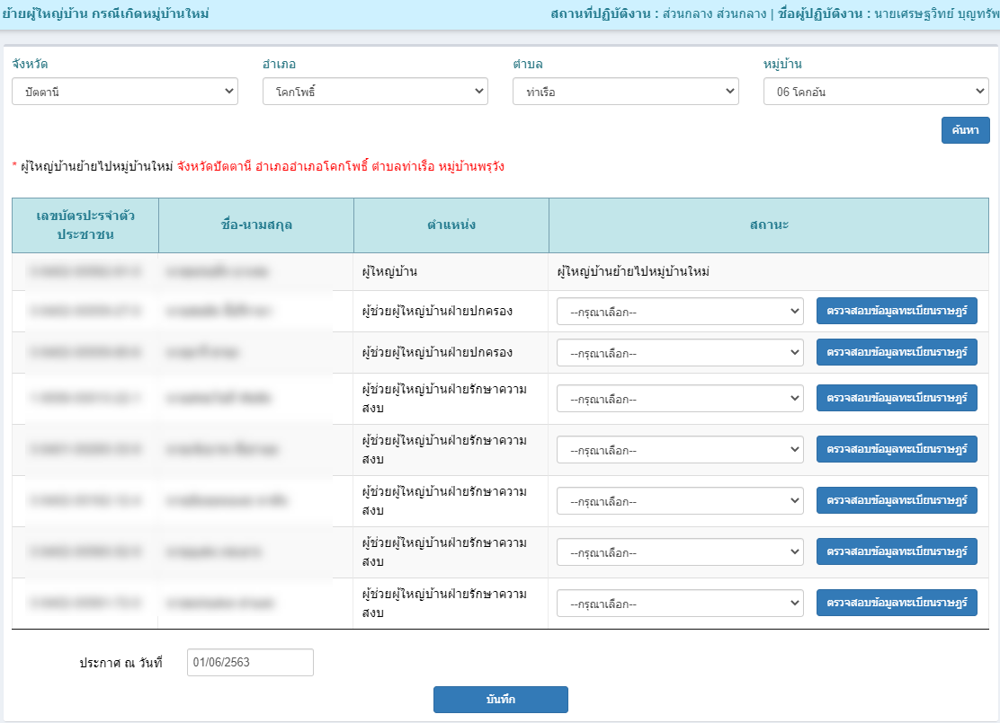 ย้ายผู้ใหญ่บ้าน กรณีเกิดหมู่บ้านใหม่ สถานที่ปฏิบัติงาน : ส่วนกลาง ส่วนกลาง | ชื่อผู้ปฏิบัติงาน : นายเศรษฐวิทย์ บุญทรัพ
จังหวัด อำเภอ ตำบล หมู่บ้าน
ปัตตานี โคกโพธิ์ ท่าเรือ 06 โคกอ้น
ค้นหา
* ผู้ใหญ่บ้านย้ายไปหมู่บ้านใหม่ จังหวัดปัตตานี อำเภออำเภอโคกโพธิ์ ตำบลท่าเรือ หมู่บ้านพรุวัง
เลขบัตรประจำตัว
ประชาชน ชื่อ-นามสกุล ตำแหน่ง สถานะ
ผู้ใหญ่บ้าน ผู้ใหญ่บ้านย้ายไปหมู่บ้านใหม่
ผู้ช่วยผู้ใหญ่บ้านฝ่ายปกครอง --กรุณาเลือก-- ตรวจสอบข้อมูลทะเบียนราษฎร์
ผู้ช่วยผู้ใหญ่บ้านฝ่ายปกครอง --กรุณาเลือก-- ตรวจสอบข้อมูลทะเบียนราษฎร์
ผู้ช่วยผู้ใหญ่บ้านฝ่ายรักษาความ
สงบ --กรุณาเลือก-- ตรวจสอบข้อมูลทะเบียนราษฎร์
ผู้ช่วยผู้ใหญ่บ้านฝ่ายรักษาความ
สงบ --กรุณาเลือก-- ตรวจสอบข้อมูลทะเบียนราษฎร์
ผู้ช่วยผู้ใหญ่บ้านฝ่ายรักษาความ
สงบ --กรุณาเลือก-- ตรวจสอบข้อมูลทะเบียนราษฎร์
ผู้ช่วยผู้ใหญ่บ้านฝ่ายรักษาความ
สงบ --กรุณาเลือก-- ตรวจสอบข้อมูลทะเบียนราษฎร์
ผู้ช่วยผู้ใหญ่บ้านฝ่ายรักษาความ
สงบ --กรุณาเลือก-- ตรวจสอบข้อมูลทะเบียนราษฎร์
ประกาศ ณ วันที่ 01/06/2563
บันทึก